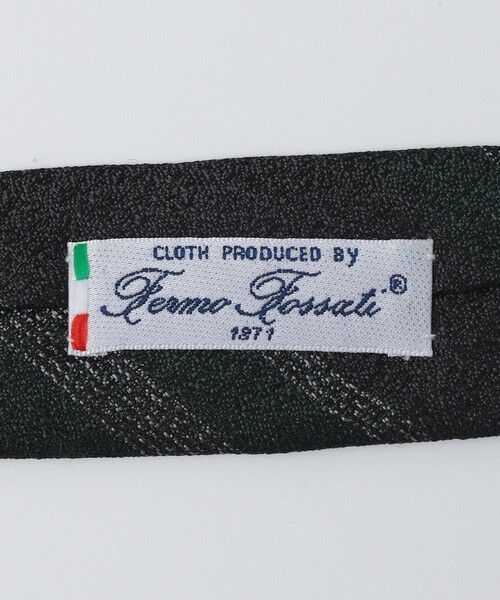 CLOTH PRODUCED BY
Fermo Fossati®
1971